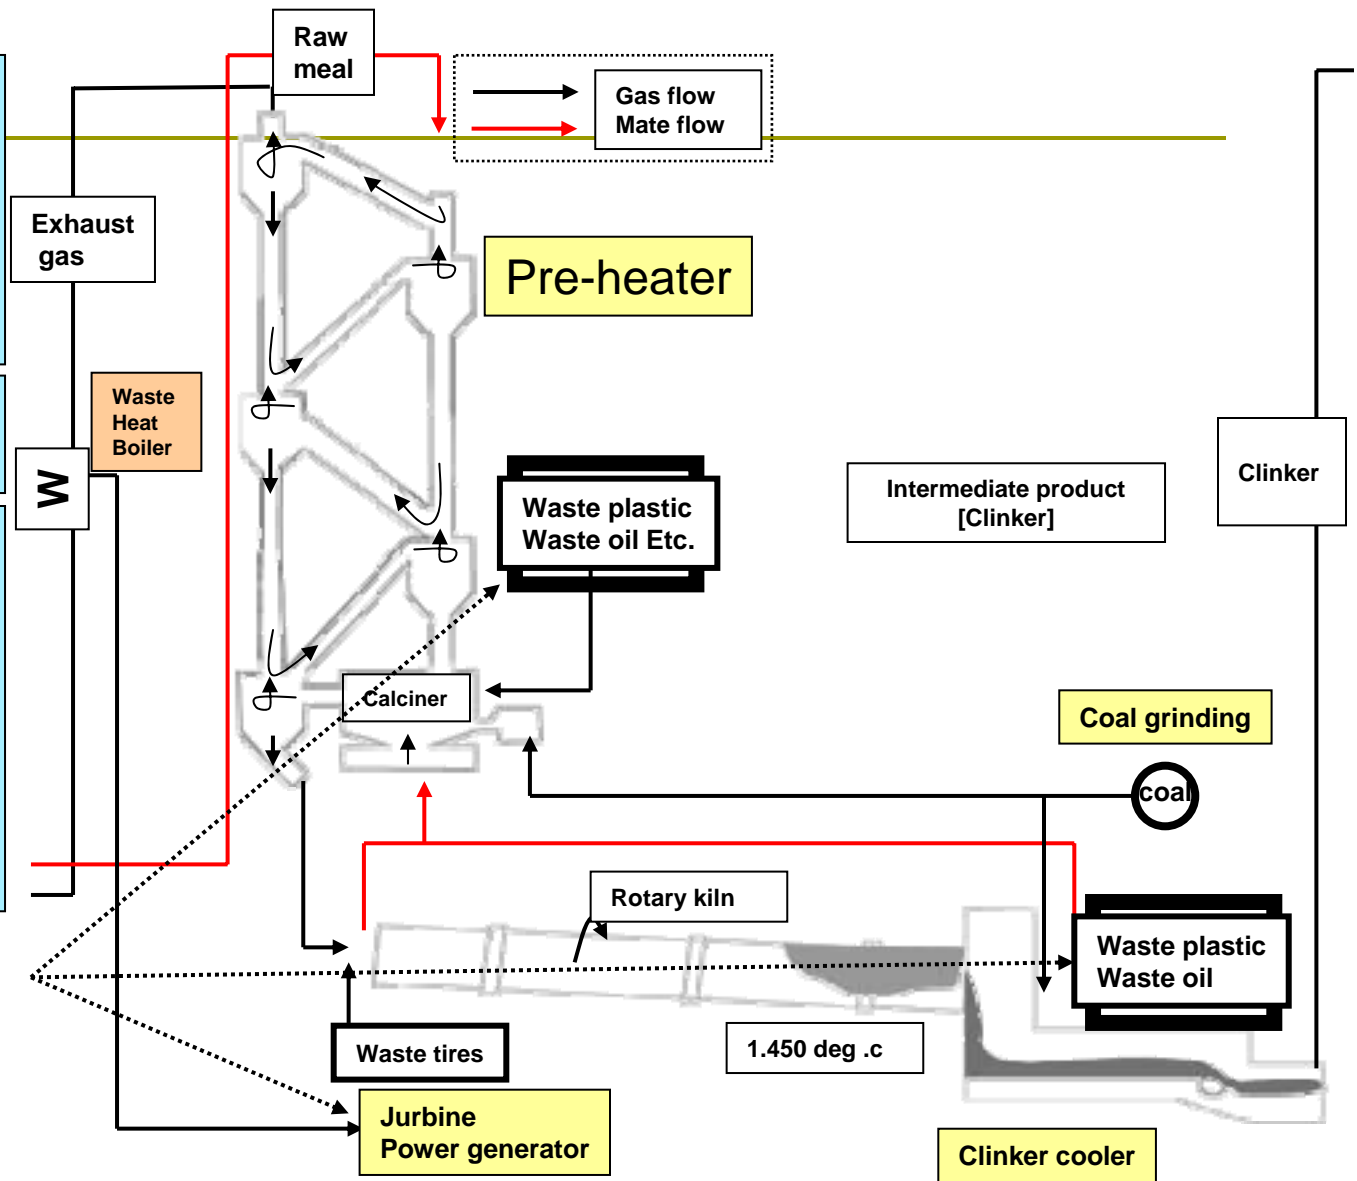 Raw
meal
Gas flow
Mate flow
Exhaust
gas
Pre-heater
Waste
Heat
Boiler
W
Waste plastic
Waste oil Etc.
Intermediate product
[Clinker]
Clinker
Calciner
Coal grinding
coal
Rotary kiln
Waste plastic
Waste oil
Waste tires
1.450 deg .c
Jurbine
Power generator
Clinker cooler